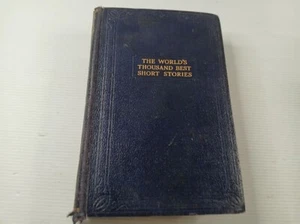 THE WORLD'S
THOUSAND BEST
SHORT STORIES